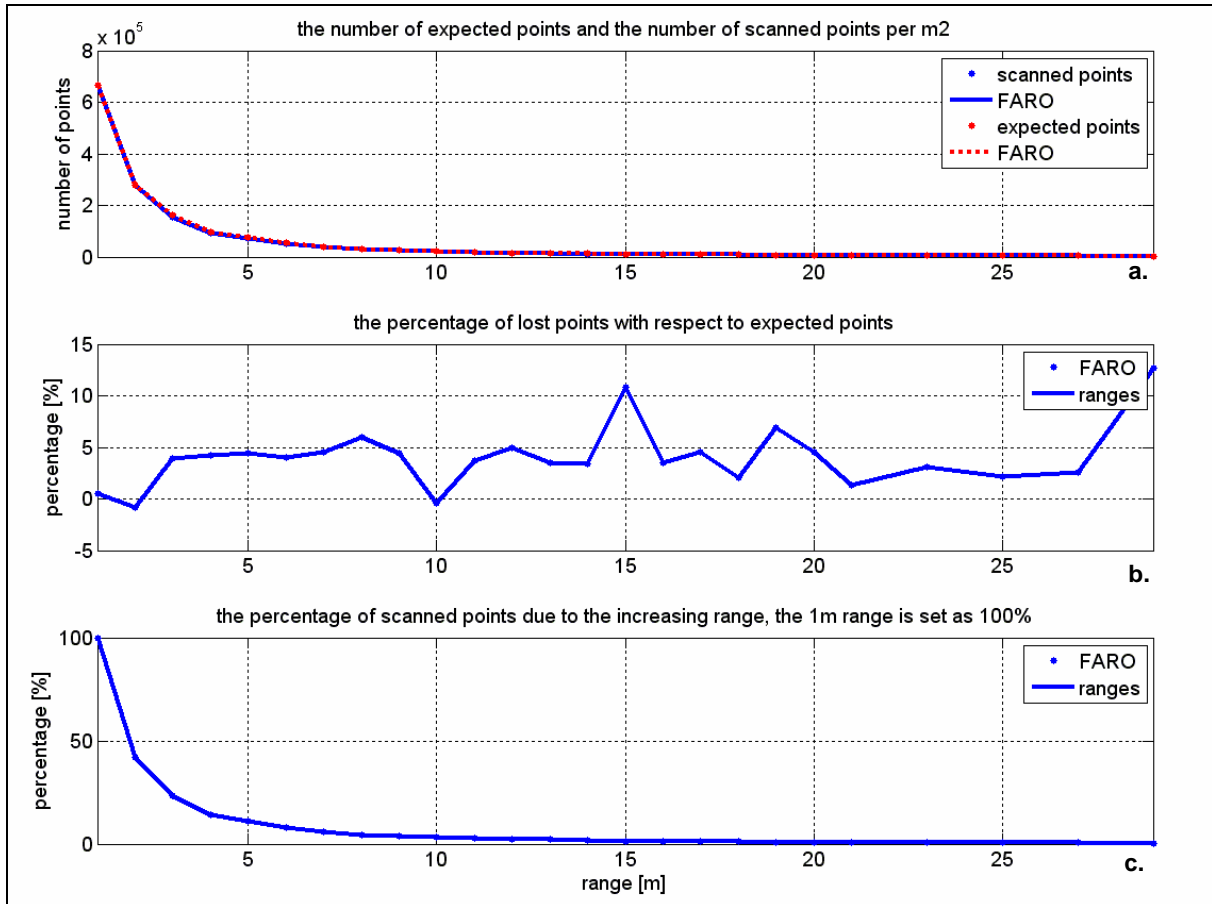 the number of expected points and the number of scanned points per m2
x 10^5
8
6
4
2
0
number of points
scanned points
FARO
expected points
FARO
5
10
15
20
25
a.
the percentage of lost points with respect to expected points
15
10
5
0
-5
percentage [%]
FARO
ranges
5
10
15
20
25
b.
the percentage of scanned points due to the increasing range, the 1m range is set as 100%
100
50
0
percentage [%]
FARO
ranges
5
10
15
20
25
range [m]
c.